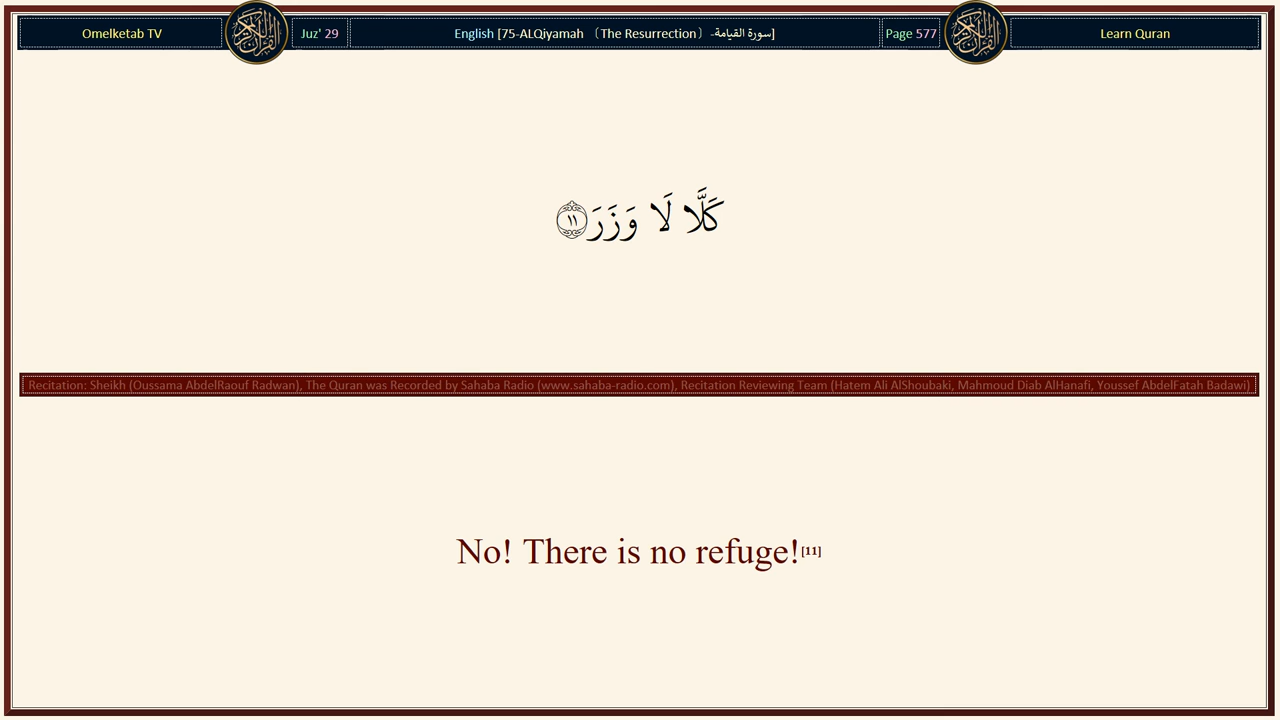 Omelketab TV
Juz' 29
English [75-ALQiyamah 〔The Resurrection〕 -سورة القيامة]
Page 577
Learn Quran
كَلَّا لَا وَزَرَ ۝١١
Recitation: Sheikh (Oussama AbdelRaouf Radwan), The Quran was Recorded by Sahaba Radio (www.sahaba-radio.com), Recitation Reviewing Team (Hatem Ali AlShoubaki, Mahmoud Diab AlHanafi, Youssef AbdelFatah Badawi)
No! There is no refuge![11]